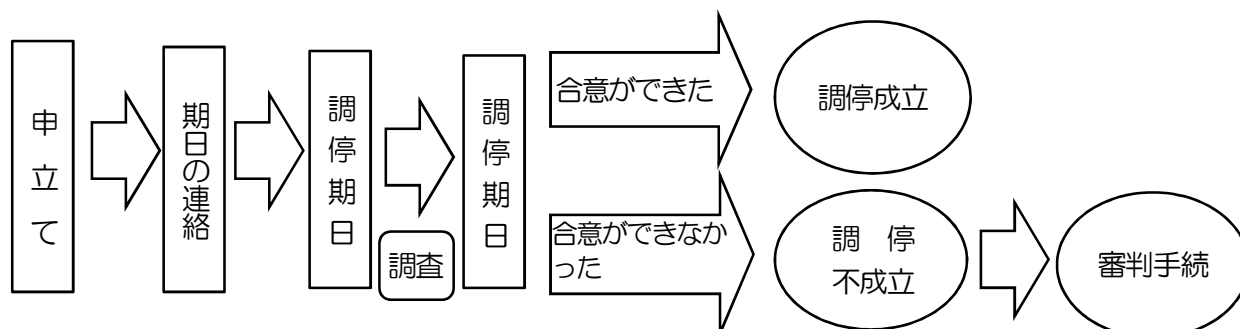 申立て
期日の連絡
調停期日
調査
調停期日
合意ができた
調停成立
合意ができなか
った
調　停
不成立
審判手続